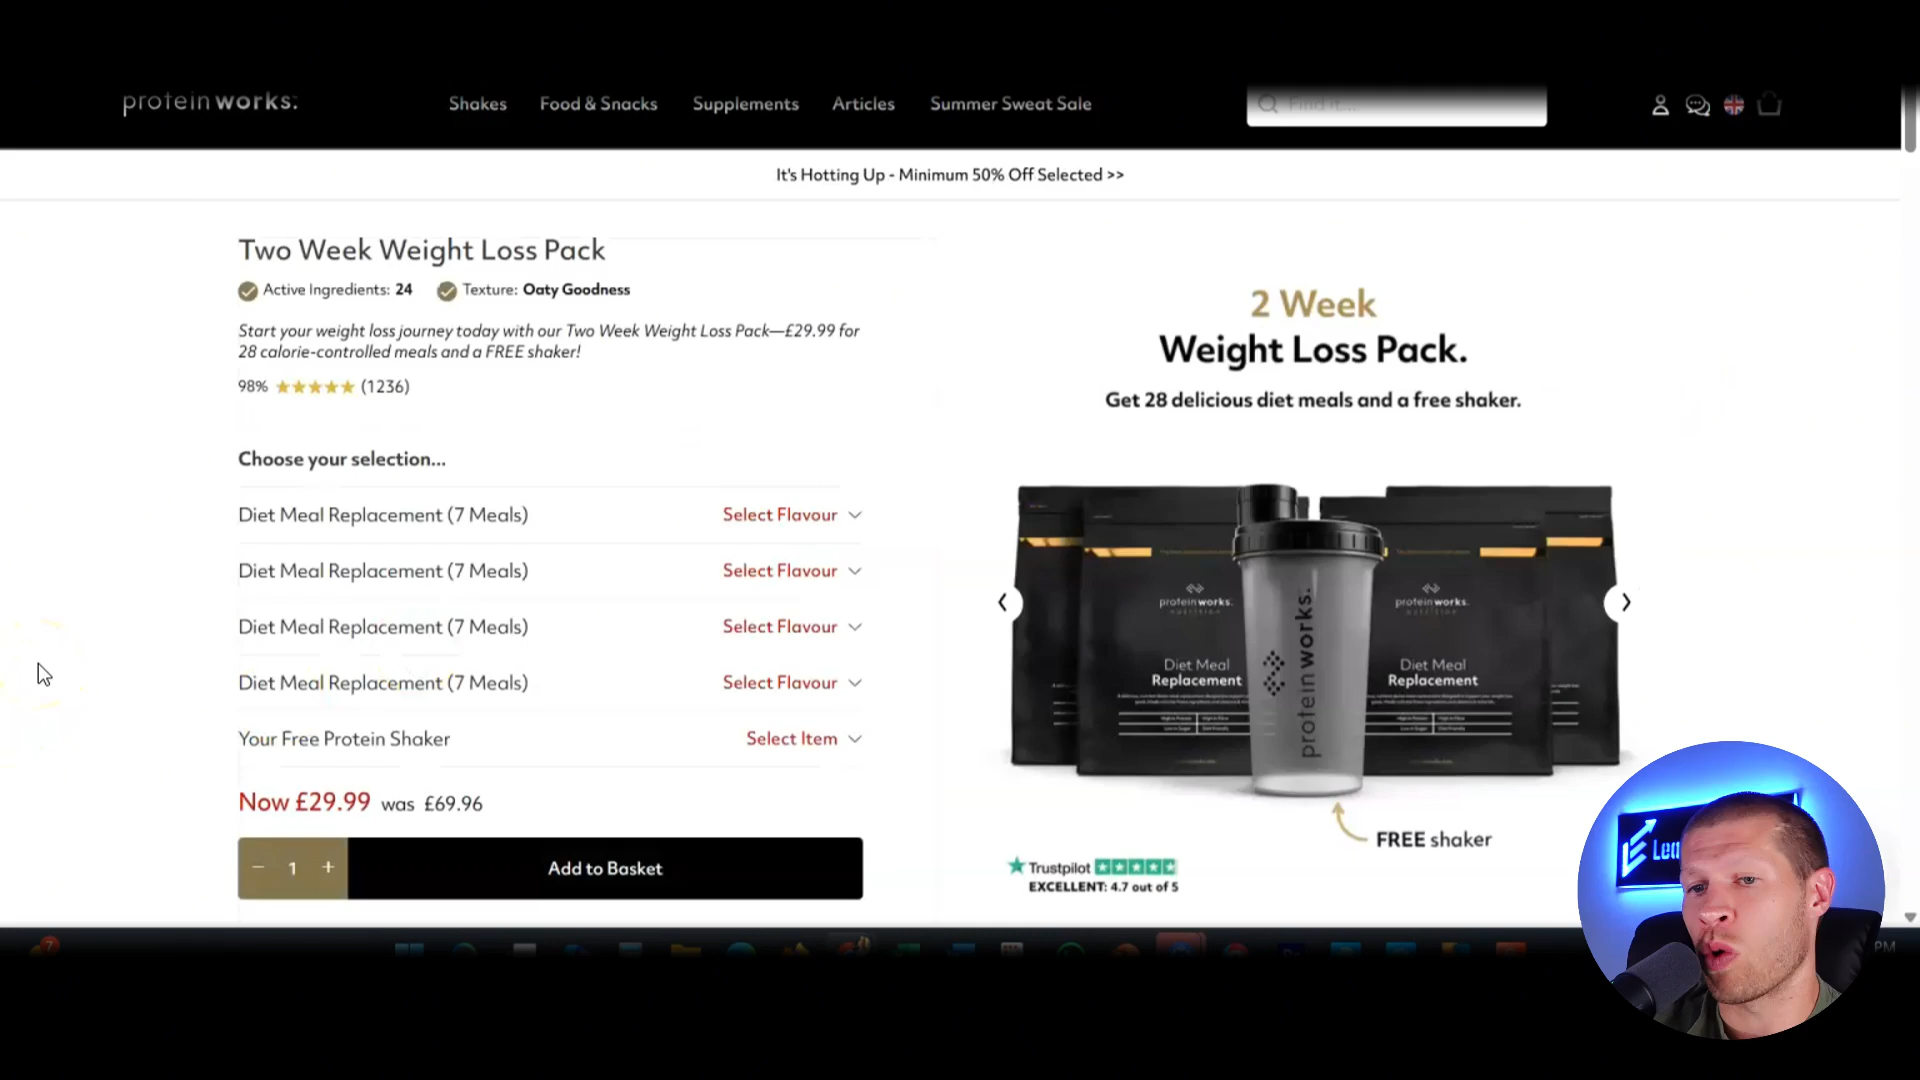 protein works.
Shakes
Food & Snacks
Supplements
Articles
Summer Sweat Sale
Find it....
It's Hotting Up - Minimum 50% Off Selected >>
Two Week Weight Loss Pack
Active Ingredients: 24
Texture: Oaty Goodness
Start your weight loss journey today with our Two Week Weight Loss Pack—£29.99 for
28 calorie-controlled meals and a FREE shaker!
98% (1236)
Choose your selection...
Diet Meal Replacement (7 Meals) Select Flavour
Diet Meal Replacement (7 Meals) Select Flavour
Diet Meal Replacement (7 Meals) Select Flavour
Diet Meal Replacement (7 Meals) Select Flavour
Your Free Protein Shaker Select Item
Now £29.99 was £69.96
− 1 +
Add to Basket
2 Week
Weight Loss Pack.
Get 28 delicious diet meals and a free shaker.
protein works.
nutrition
Diet Meal
Replacement
protein works.
protein works.
nutrition
Diet Meal
Replacement
FREE shaker
Trustpilot
EXCELLENT: 4.7 out of 5
7
PM